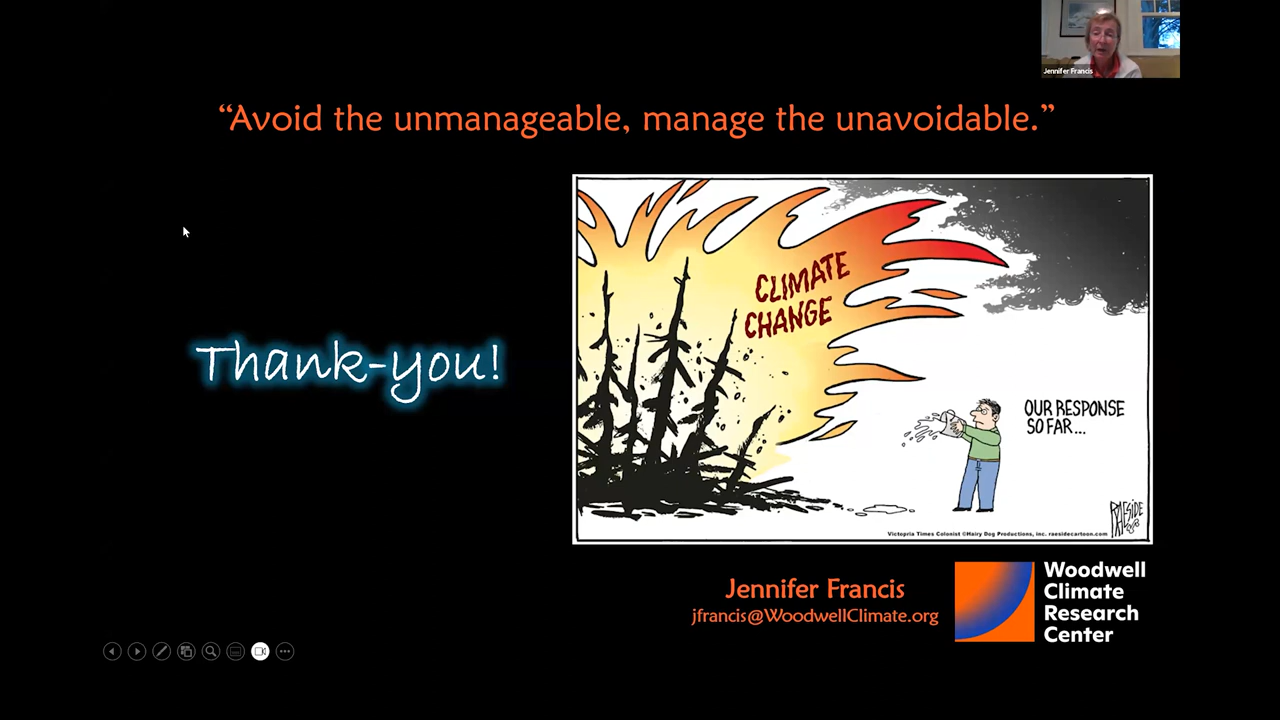 Jennifer Francis
“Avoid the unmanageable, manage the unavoidable.”
Thank-you!
CLIMATE
CHANGE
OUR RESPONSE
SO FAR...
RAESIDE
Victopria Times Colonist ©Hairy Dog Productions, inc. raesidecartoon.com
Jennifer Francis
jfrancis@WoodwellClimate.org
Woodwell
Climate
Research
Center